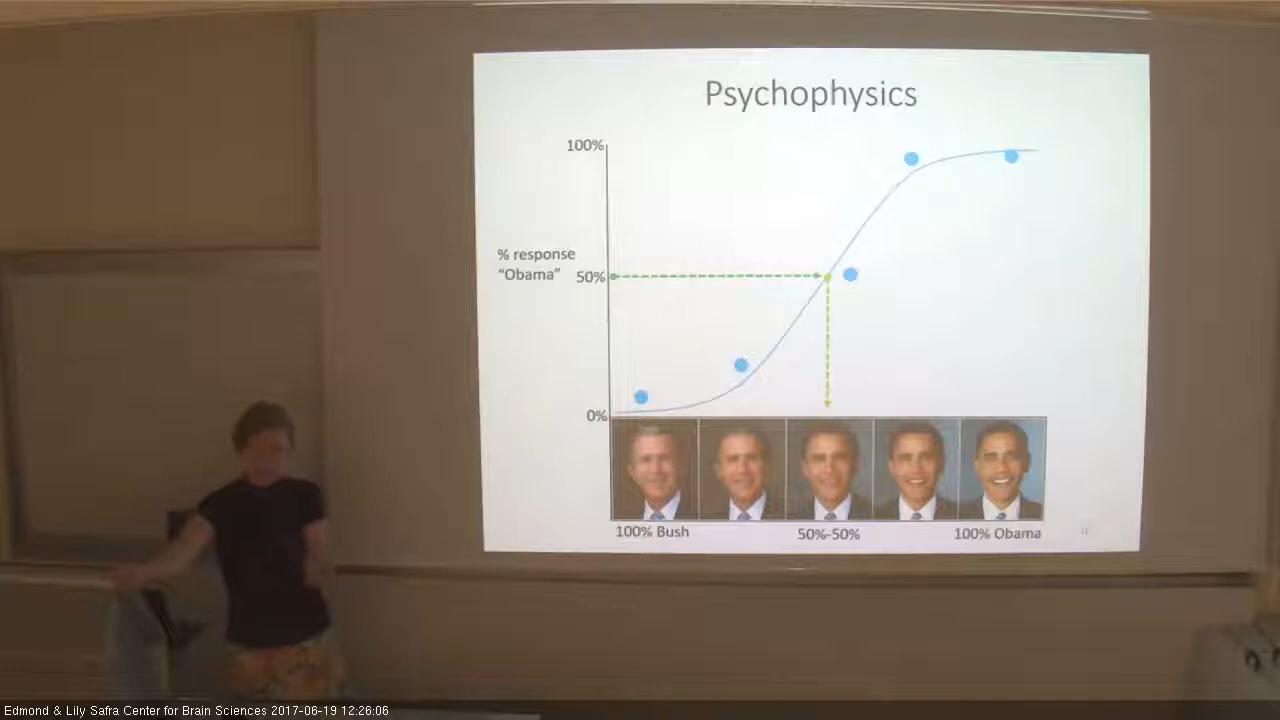 Psychophysics
100%
% response
“Obama”
50%
0%
100% Bush
50%-50%
100% Obama
Edmond & Lily Safra Center for Brain Sciences 2017-06-19 12:26:06